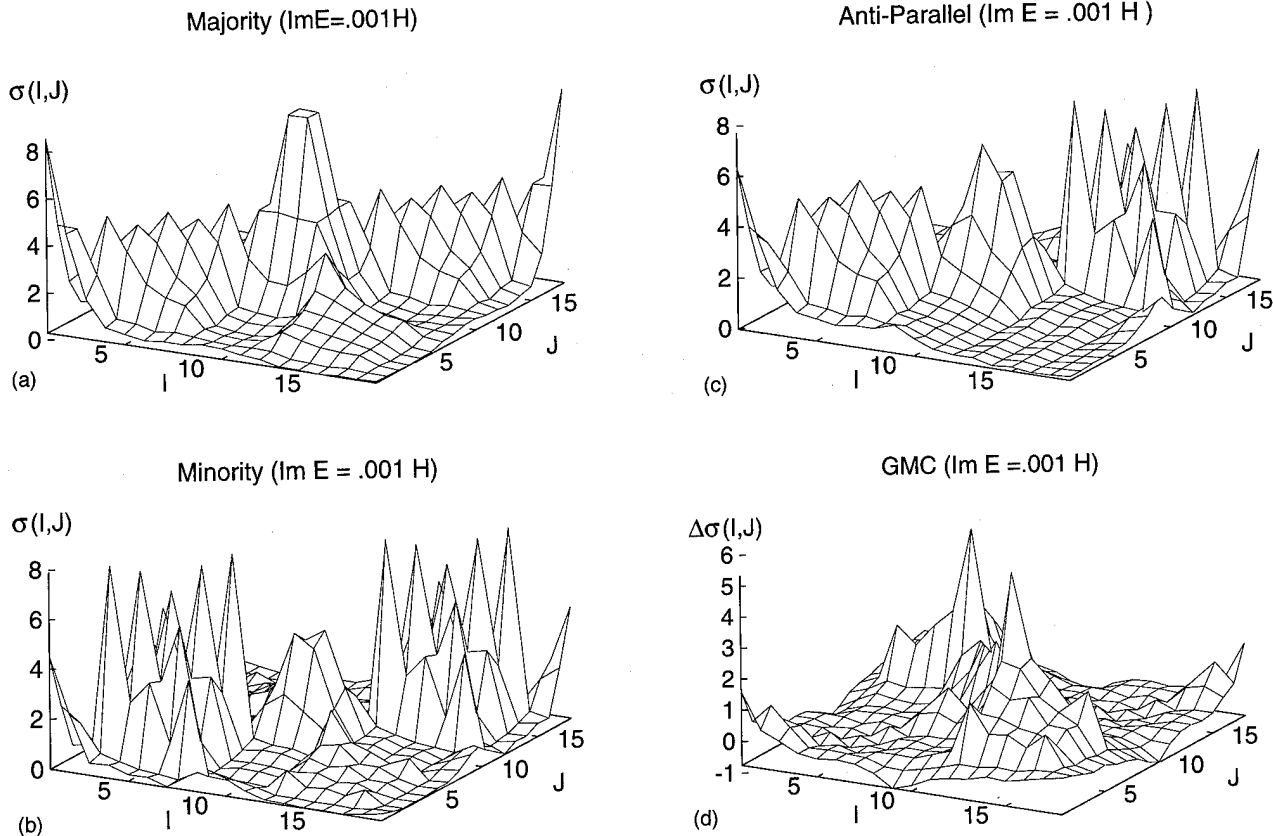 Majority (ImE=.001H)
σ(I,J)
8
6
4
2
0
5
10
15
I
5
10
15
J
(a)
Anti-Parallel (Im E = .001 H )
σ(I,J)
8
6
4
2
0
5
10
15
I
5
10
15
J
(c)
Minority (Im E = .001 H)
σ(I,J)
8
6
4
2
0
5
10
15
I
5
10
15
J
(b)
GMC (Im E =.001 H)
Δσ(I,J)
6
5
4
3
2
1
0
-1
5
10
15
I
5
10
15
J
(d)